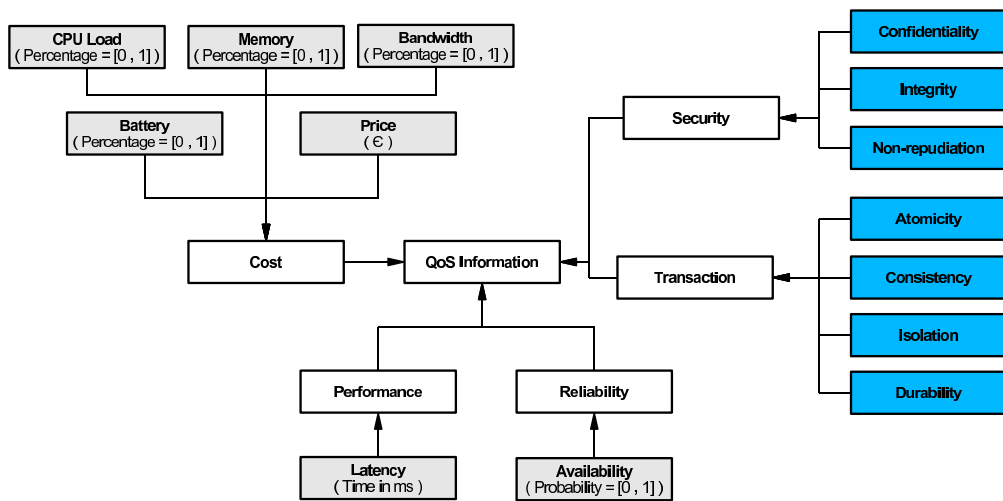 CPU Load
( Percentage = [0 , 1] )
Memory
( Percentage = [0 , 1] )
Bandwidth
( Percentage = [0 , 1] )
Battery
( Percentage = [0 , 1] )
Price
( Є )
Cost
QoS Information
Security
Transaction
Confidentiality
Integrity
Non-repudiation
Atomicity
Consistency
Isolation
Durability
Performance
Reliability
Latency
( Time in ms )
Availability
( Probability = [0 , 1] )